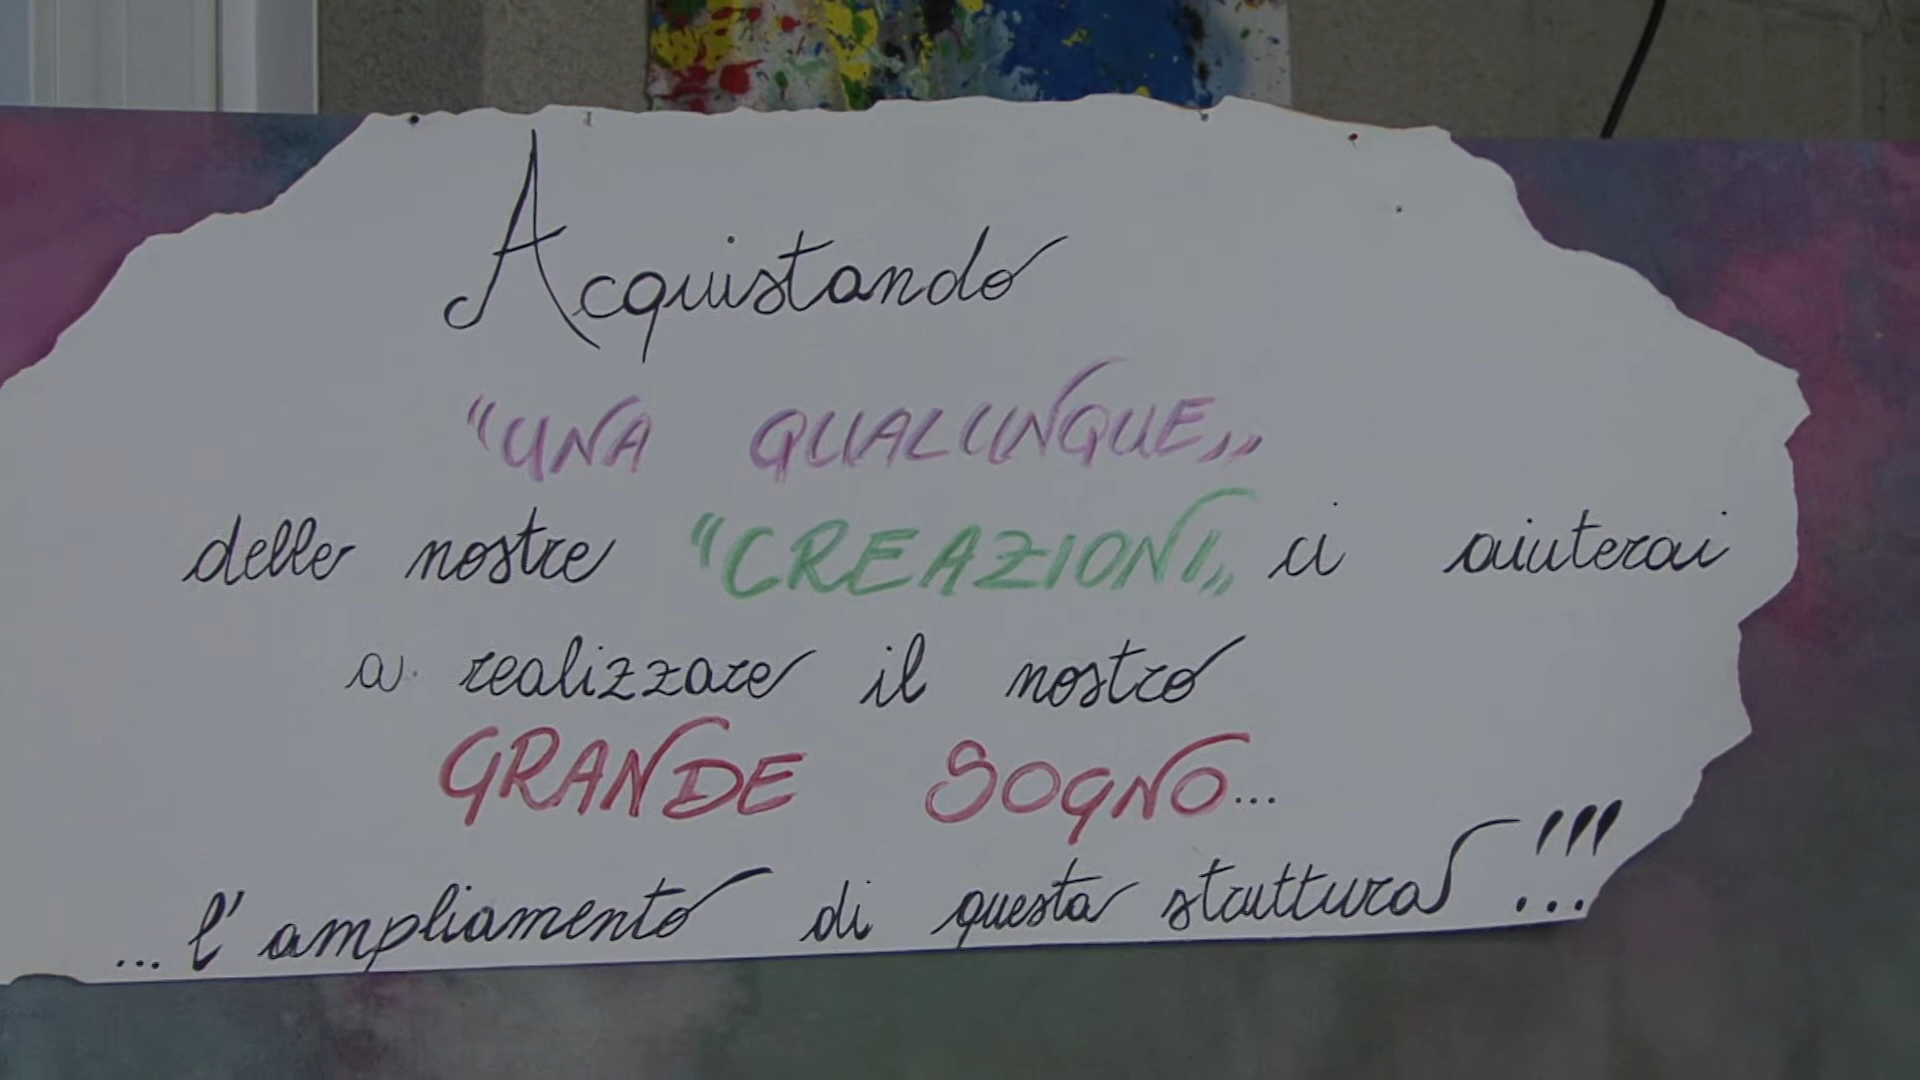 Acquistando
"UNA QUALUNQUE,,
delle nostre "CREAZIONI,, ci aiuterai
a realizzare il nostro
GRANDE SOGNO...
...l'ampliamento di questa struttura!!!